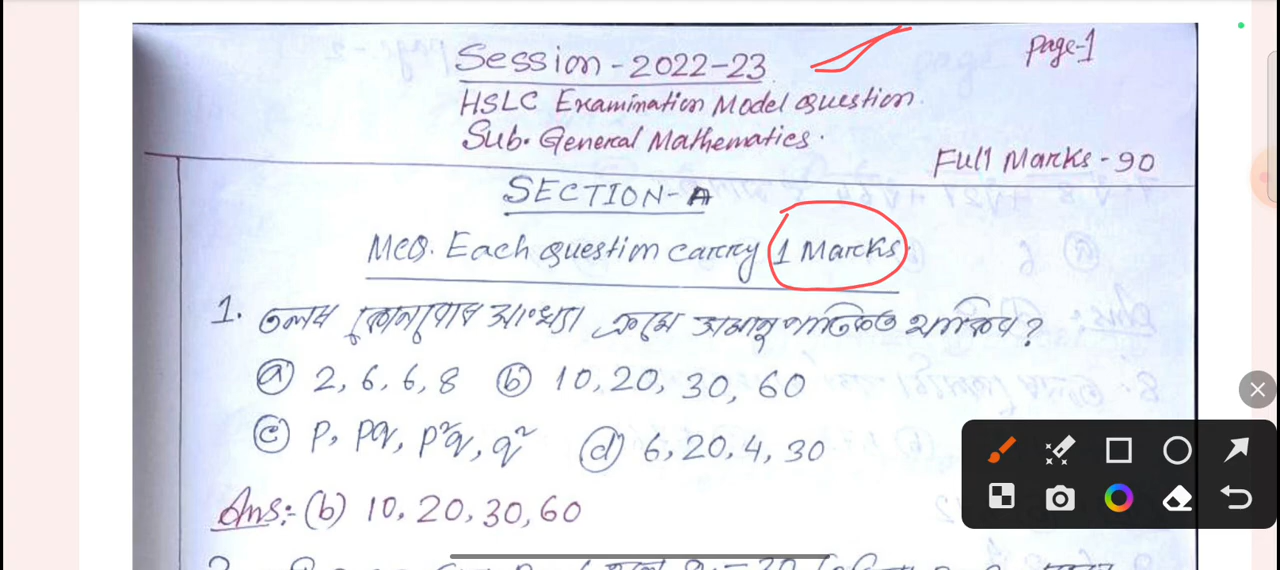 Session - 2022-23
page-1
HSLC Examination Model question
Sub. General Mathematics.
Full Marks - 90
SECTION-A
MCQ. Each question carry 1 Marks.
1. তলৰ কোনবোৰ সংখ্যা ক্ৰমে সমানুপাতিকত থাকিব?
(a) 2, 6, 6, 8 (b) 10, 20, 30, 60
(c) p, pq, p²q, q² (d) 6, 20, 4, 30
Ans:- (b) 10, 20, 30, 60